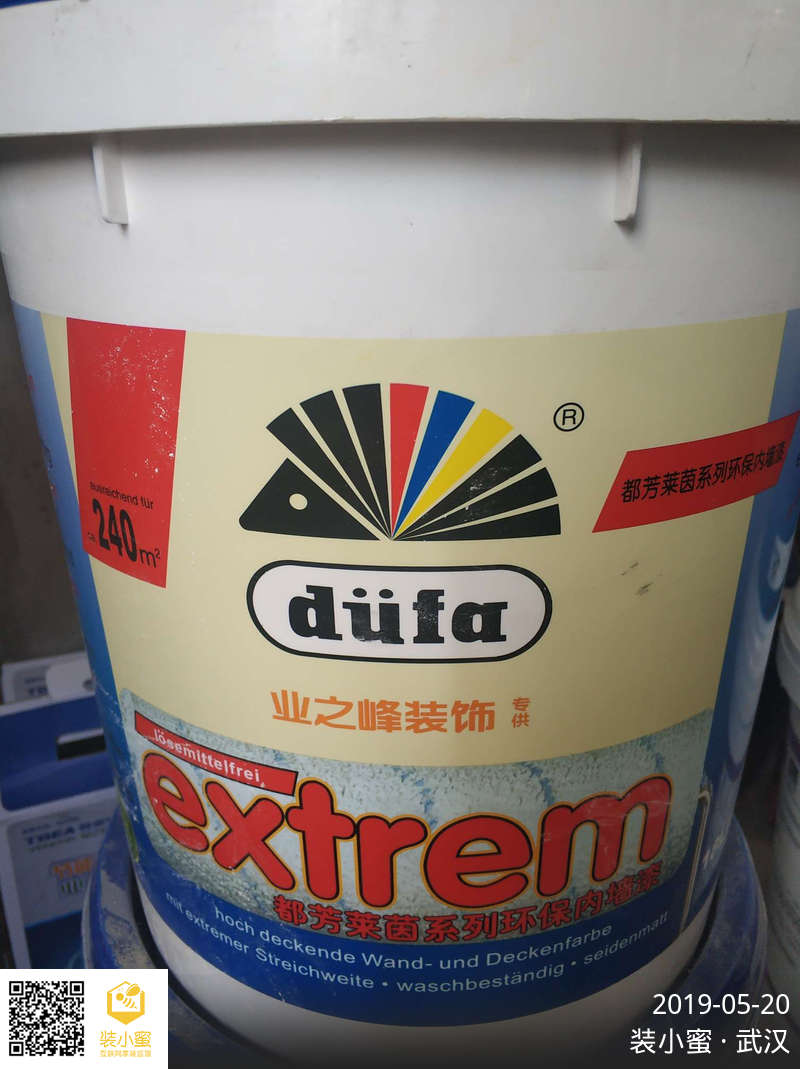 ausreichend für
ca. 240 m²
®
都芳莱茵系列环保内墙漆
düfa
业之峰装饰 专供
lösemittelfrei
extrem
都芳莱茵系列环保内墙漆
hoch deckende Wand- und Deckenfarbe
mit extremer Streichweite • waschbeständig • seidenmatt
装小蜜
2019-05-20
装小蜜 · 武汉